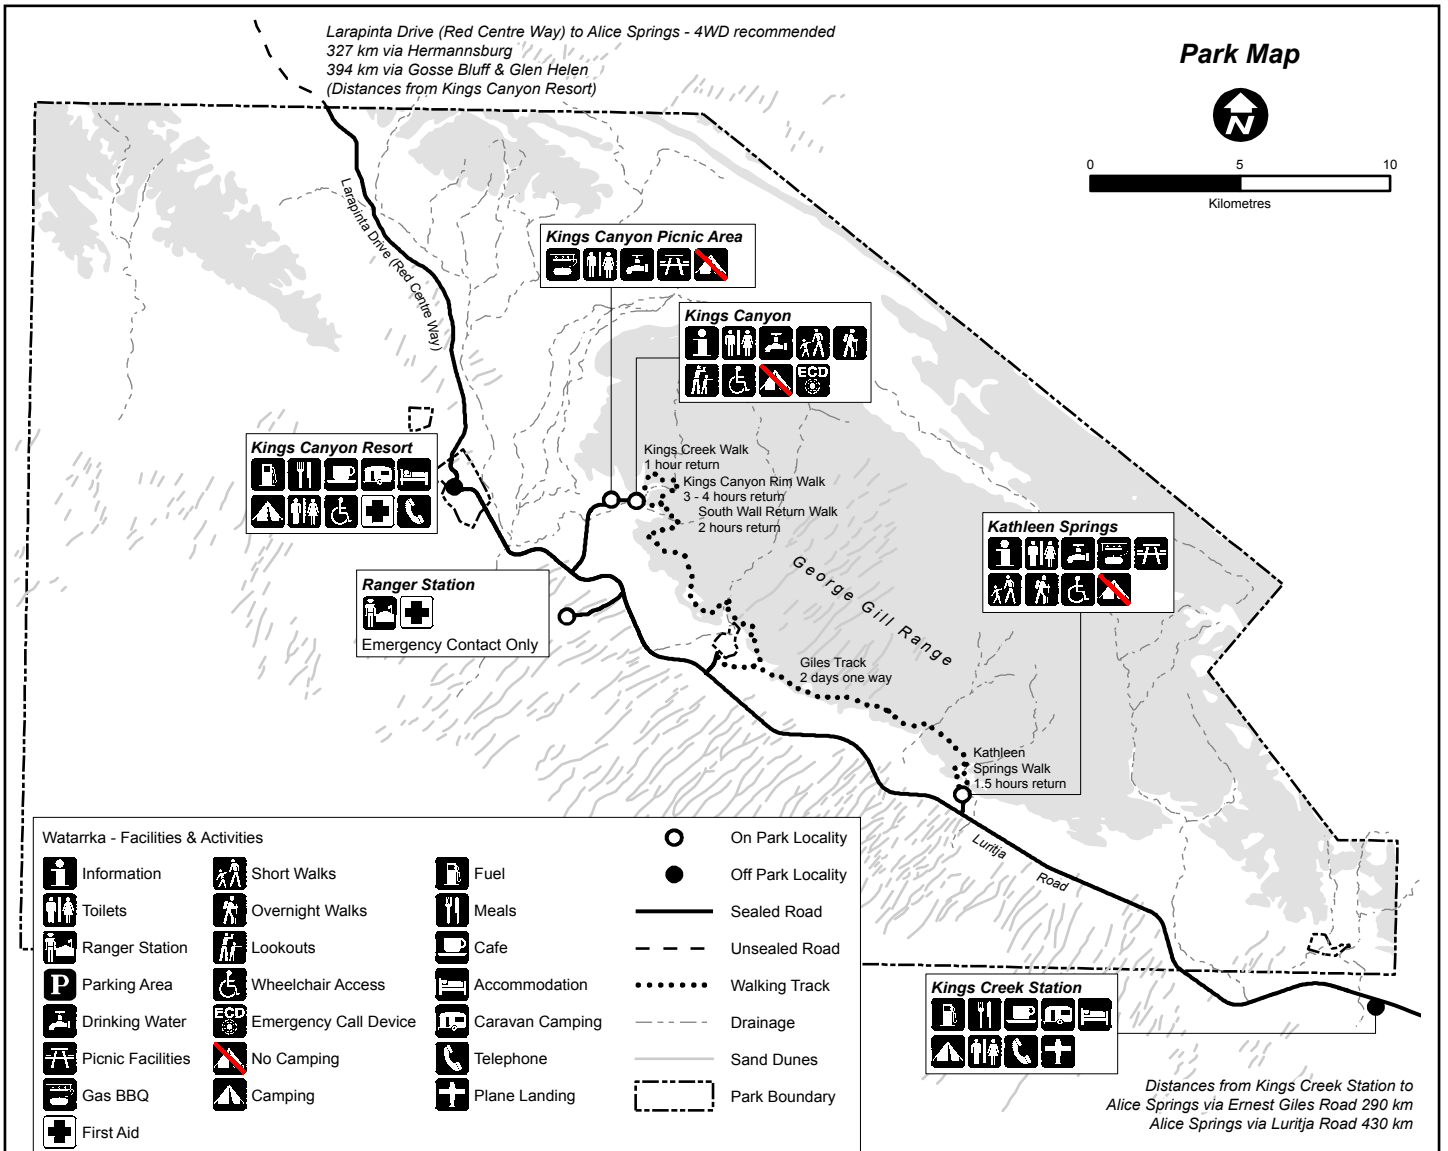 Larapinta Drive (Red Centre Way) to Alice Springs - 4WD recommended
327 km via Hermannsburg
394 km via Gosse Bluff & Glen Helen
(Distances from Kings Canyon Resort)
Park Map
N
0 5 10
Kilometres
Larapinta Drive (Red Centre Way)
Kings Canyon Picnic Area
Kings Canyon
ECD
Kings Canyon Resort
Kings Creek Walk
1 hour return
Kings Canyon Rim Walk
3 - 4 hours return
South Wall Return Walk
2 hours return
Kathleen Springs
Ranger Station
Emergency Contact Only
George Gill Range
Giles Track
2 days one way
Kathleen
Springs Walk
1.5 hours return
Luritja
Road
Watarrka - Facilities & Activities
Information
Toilets
Ranger Station
P Parking Area
Drinking Water
Picnic Facilities
Gas BBQ
First Aid
Short Walks
Overnight Walks
Lookouts
Wheelchair Access
ECD Emergency Call Device
No Camping
Camping
Fuel
Meals
Cafe
Accommodation
Caravan Camping
Telephone
Plane Landing
On Park Locality
Off Park Locality
Sealed Road
Unsealed Road
Walking Track
Drainage
Sand Dunes
Park Boundary
Kings Creek Station
Distances from Kings Creek Station to
Alice Springs via Ernest Giles Road 290 km
Alice Springs via Luritja Road 430 km